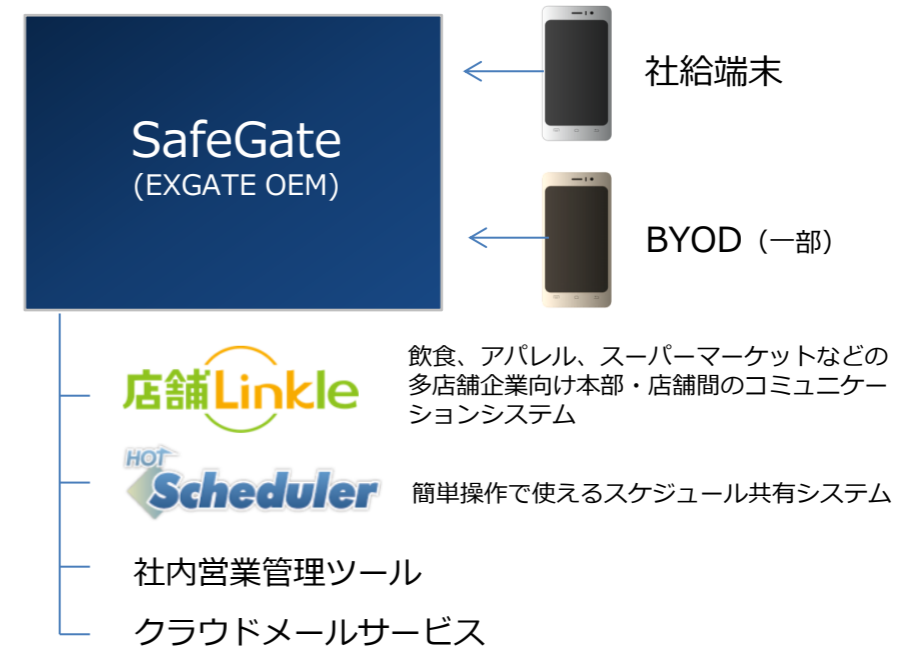 SafeGate
(EXGATE OEM)
社給端末
BYOD（一部）
店舗Linkle
飲食、アパレル、スーパーマーケットなどの
多店舗企業向け本部・店舗間のコミュニケー
ションシステム
HOT
Scheduler
簡単操作で使えるスケジュール共有システム
社内営業管理ツール
クラウドメールサービス